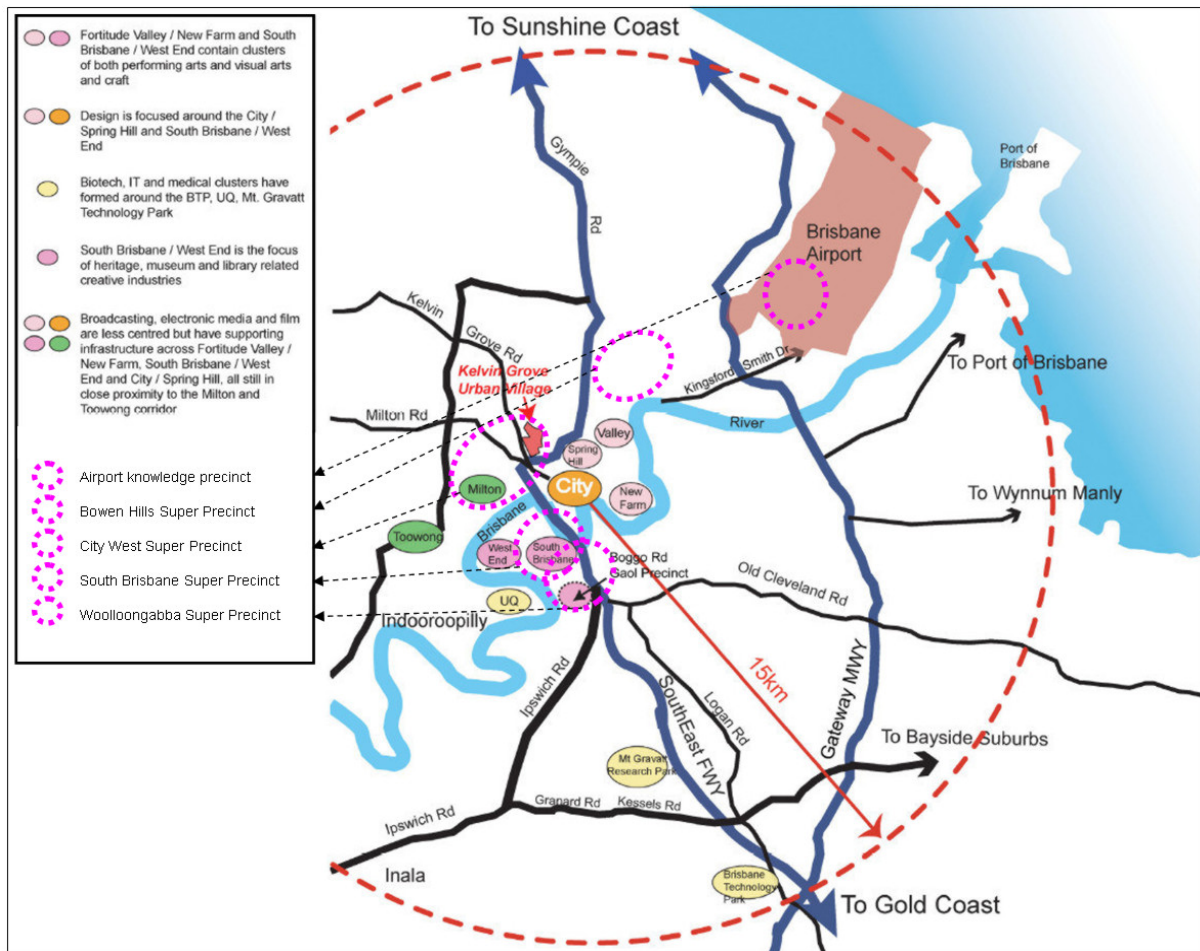 Fortitude Valley / New Farm and South
Brisbane / West End contain clusters
of both performing arts and visual arts
and craft
Design is focused around the City /
Spring Hill and South Brisbane / West
End
Biotech, IT and medical clusters have
formed around the BTP, UQ, Mt. Gravatt
Technology Park
South Brisbane / West End is the focus
of heritage, museum and library related
creative industries
Broadcasting, electronic media and film
are less centred but have supporting
infrastructure across Fortitude Valley /
New Farm, South Brisbane / West
End and City / Spring Hill, all still in
close proximity to the Milton and
Toowong corridor
Airport knowledge precinct
Bowen Hills Super Precinct
City West Super Precinct
South Brisbane Super Precinct
Woolloongabba Super Precinct
To Sunshine Coast
Gympie
Rd
Port of
Brisbane
Brisbane
Airport
Kelvin
Grove Rd
Kelvin Grove
Urban Village
Kingsford Smith Dr
To Port of Brisbane
Milton Rd
River
Valley
Spring
Hill
City
New
Farm
Milton
To Wynnum Manly
Brisbane
Toowong
West
End
South
Brisbane
Boggo Rd
Gaol Precinct
Old Cleveland Rd
UQ
Indooroopilly
15km
Ipswich Rd
SouthEast FWY
Logan Rd
Gateway MWY
To Bayside Suburbs
Mt Gravatt
Research Park
Granard Rd
Kessels Rd
Ipswich Rd
Inala
Brisbane
Technology
Park
To Gold Coast